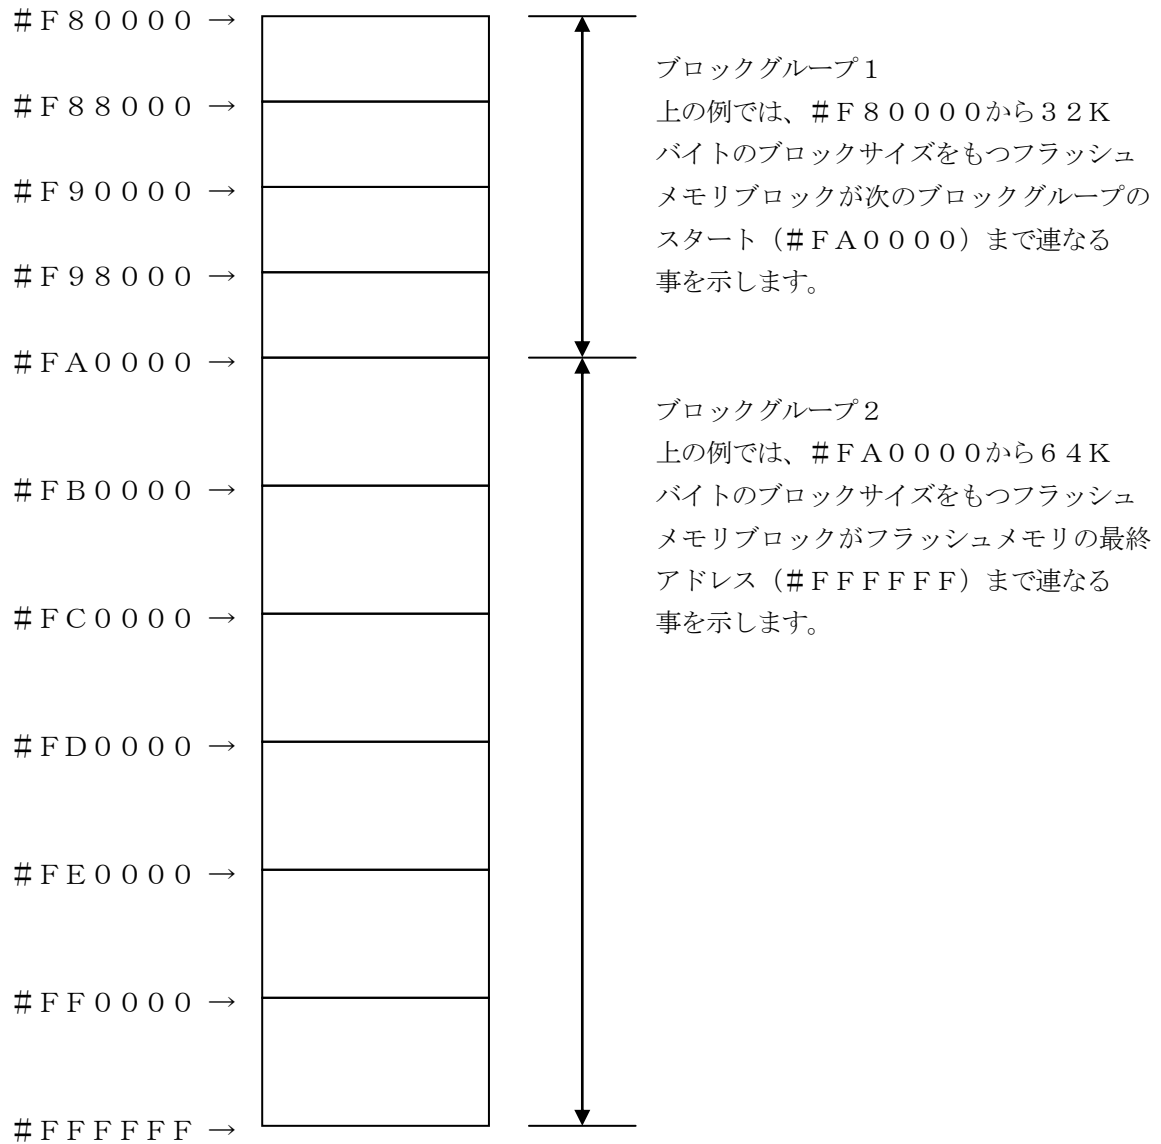 ＃Ｆ８００００ →
＃Ｆ８８０００ →
＃Ｆ９００００ →
＃Ｆ９８０００ →
＃ＦＡ００００ →
＃ＦＢ００００ →
＃ＦＣ００００ →
＃ＦＤ００００ →
＃ＦＥ００００ →
＃ＦＦ００００ →
＃ＦＦＦＦＦＦ →
ブロックグループ１
上の例では、＃Ｆ８００００から３２Ｋ
バイトのブロックサイズをもつフラッシュ
メモリブロックが次のブロックグループの
スタート（＃ＦＡ００００）まで連なる
事を示します。
ブロックグループ２
上の例では、＃ＦＡ００００から６４Ｋ
バイトのブロックサイズをもつフラッシュ
メモリブロックがフラッシュメモリの最終
アドレス（＃ＦＦＦＦＦＦ）まで連なる
事を示します。